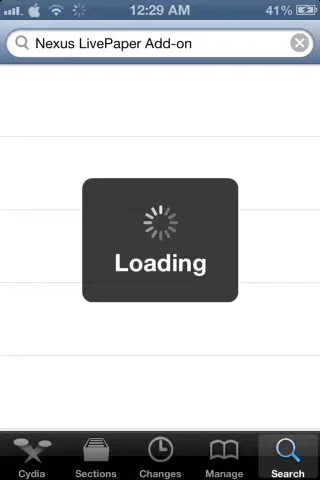 12:29 AM
41%
Nexus LivePaper Add-on
Loading
Cydia
Sections
Changes
Manage
Search